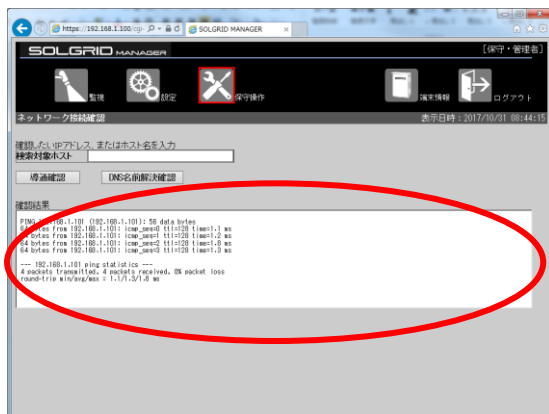 https://192.168.1.100/cgi-
SOLGRID MANAGER
SOLGRID MANAGER
[保守・管理者]
監視
設定
保守操作
端末情報
ログアウト
ネットワーク接続確認
表示日時：2017/10/31 08:44:15
確認したいIPアドレス、またはホスト名を入力
検索対象ホスト
導通確認
DNS名前解決確認
確認結果
PING 192.168.1.101 (192.168.1.101): 56 data bytes
64 bytes from 192.168.1.101: icmp_seq=0 ttl=128 time=1.1 ms
64 bytes from 192.168.1.101: icmp_seq=1 ttl=128 time=1.2 ms
64 bytes from 192.168.1.101: icmp_seq=2 ttl=128 time=1.8 ms
64 bytes from 192.168.1.101: icmp_seq=3 ttl=128 time=1.3 ms
--- 192.168.1.101 ping statistics ---
4 packets transmitted, 4 packets received, 0% packet loss
round-trip min/avg/max = 1.1/1.3/1.8 ms